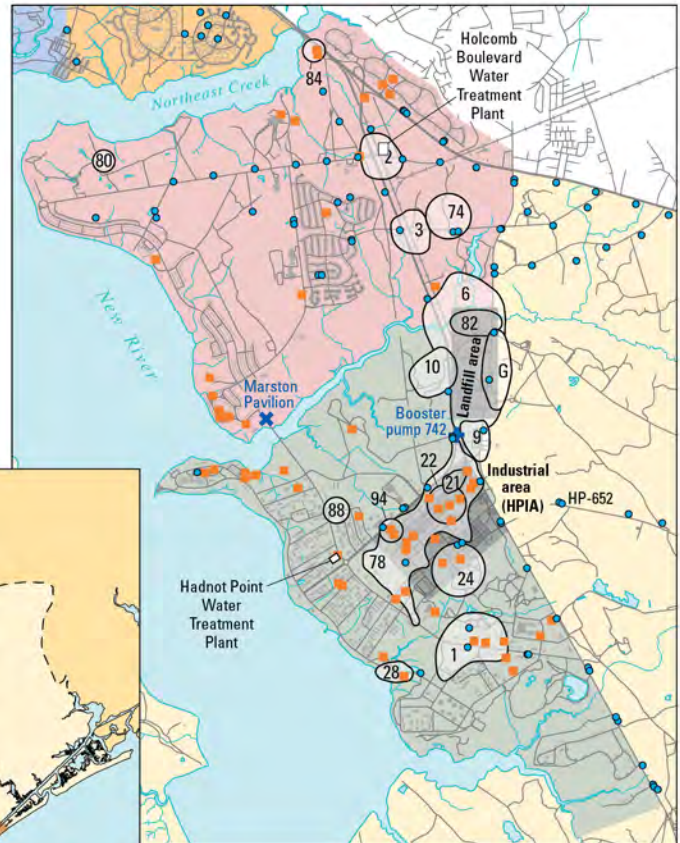 Holcomb
Boulevard
Water
Treatment
Plant
84
Northeast Creek
80
2
74
3
New River
6
82
10
Landfill area
G
Marston
Pavilion
Booster
pump 742
9
22
21
Industrial
area
(HPIA)
HP-652
94
88
78
24
Hadnot Point
Water
Treatment
Plant
1
28